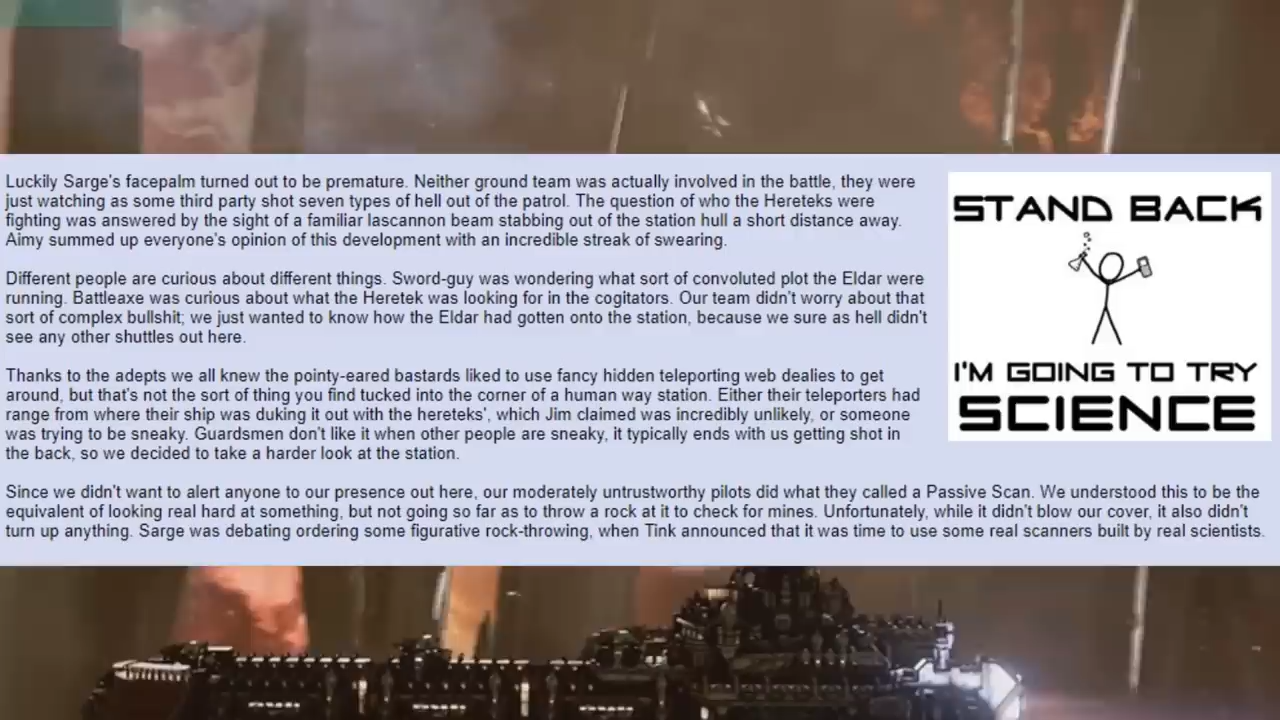 Luckily Sarge's facepalm turned out to be premature. Neither ground team was actually involved in the battle, they were
just watching as some third party shot seven types of hell out of the patrol. The question of who the Hereteks were
fighting was answered by the sight of a familiar lascannon beam stabbing out of the station hull a short distance away.
Aimy summed up everyone's opinion of this development with an incredible streak of swearing.
Different people are curious about different things. Sword-guy was wondering what sort of convoluted plot the Eldar were
running. Battleaxe was curious about what the Heretek was looking for in the cogitators. Our team didn't worry about that
sort of complex bullshit; we just wanted to know how the Eldar had gotten onto the station, because we sure as hell didn't
see any other shuttles out here.
Thanks to the adepts we all knew the pointy-eared bastards liked to use fancy hidden teleporting web dealies to get
around, but that's not the sort of thing you find tucked into the corner of a human way station. Either their teleporters had
range from where their ship was duking it out with the hereteks', which Jim claimed was incredibly unlikely, or someone
was trying to be sneaky. Guardsmen don't like it when other people are sneaky, it typically ends with us getting shot in
the back, so we decided to take a harder look at the station.
Since we didn't want to alert anyone to our presence out here, our moderately untrustworthy pilots did what they called a Passive Scan. We understood this to be the
equivalent of looking real hard at something, but not going so far as to throw a rock at it to check for mines. Unfortunately, while it didn't blow our cover, it also didn't
turn up anything. Sarge was debating ordering some figurative rock-throwing, when Tink announced that it was time to use some real scanners built by real scientists.
STAND BACK
I'M GOING TO TRY
SCIENCE